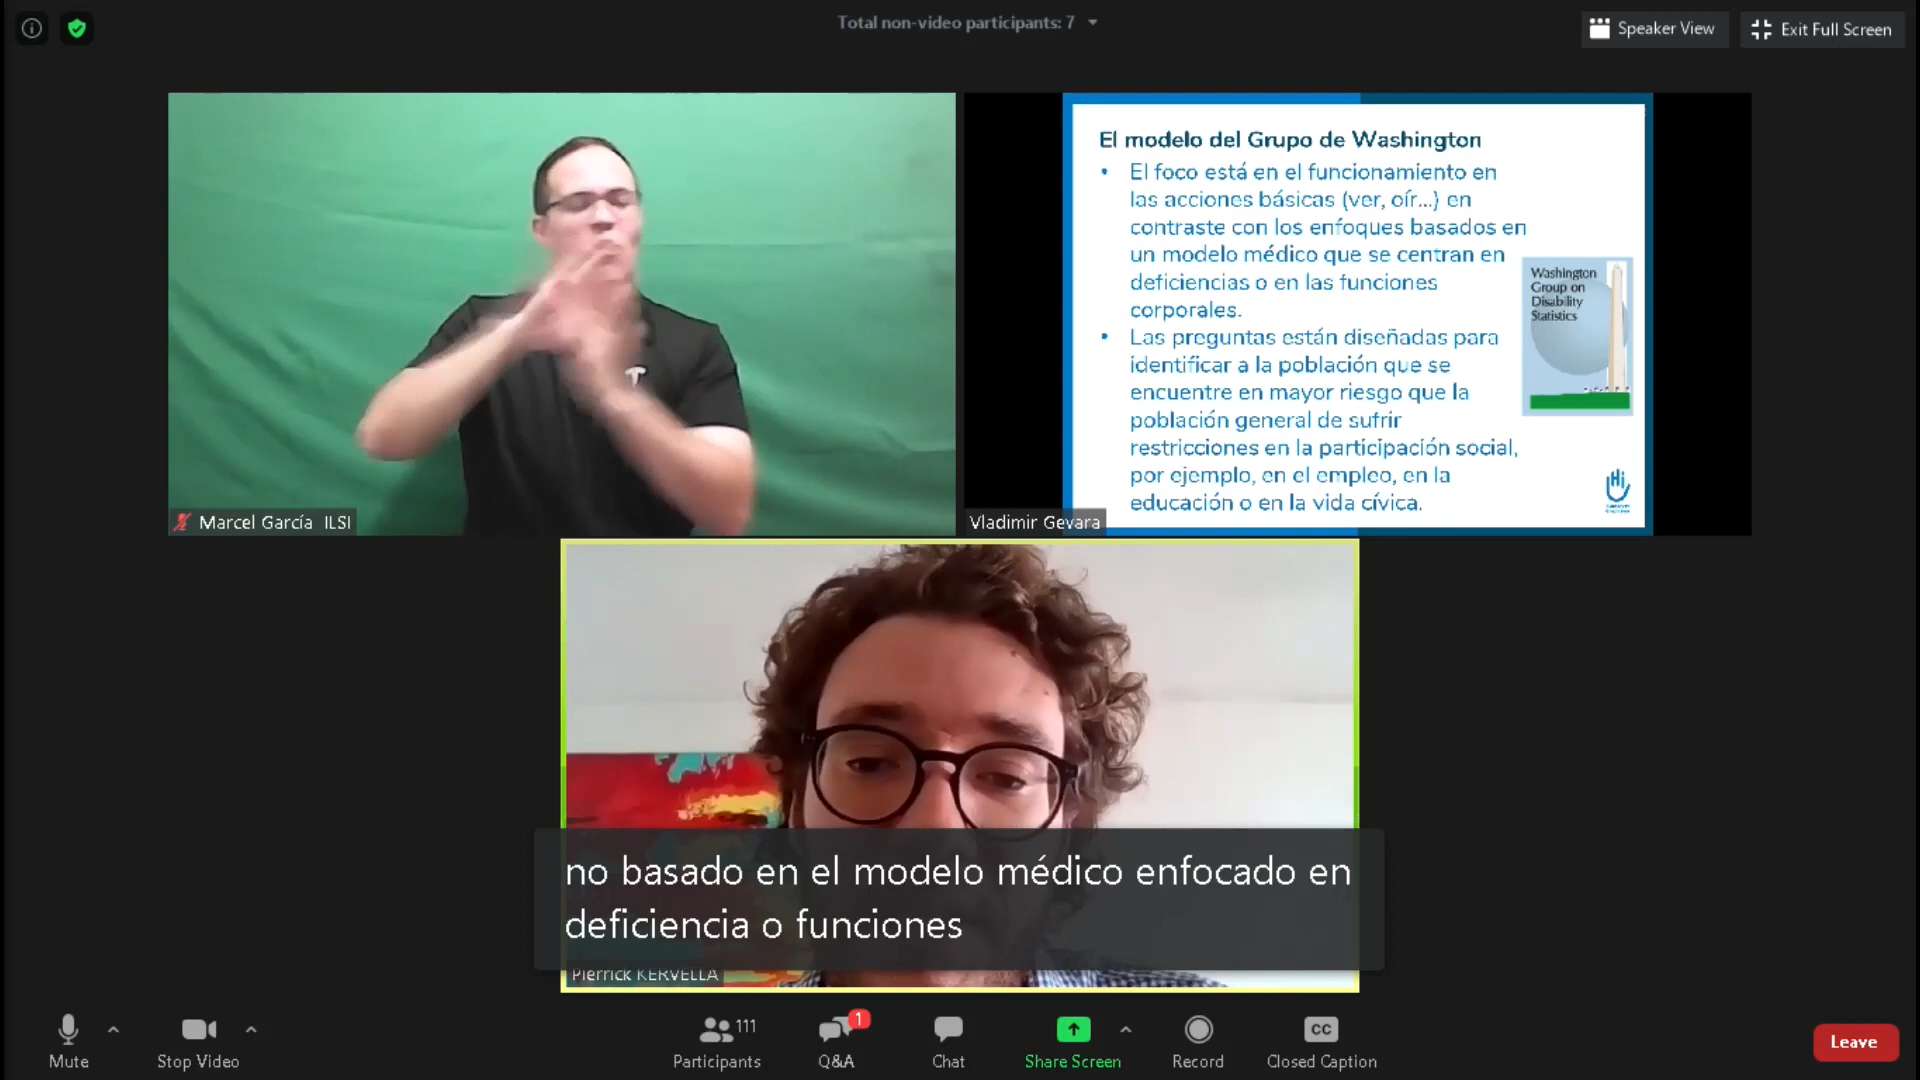 Total non-video participants: 7
Speaker View
Exit Full Screen
Marcel García ILSI
El modelo del Grupo de Washington
• El foco está en el funcionamiento en
las acciones básicas (ver, oír...) en
contraste con los enfoques basados en
un modelo médico que se centran en
deficiencias o en las funciones
corporales.
• Las preguntas están diseñadas para
identificar a la población que se
encuentre en mayor riesgo que la
población general de sufrir
restricciones en la participación social,
por ejemplo, en el empleo, en la
educación o en la vida cívica.
Washington
Group on
Disability
Statistics
Hi
Vladimir Gevara
no basado en el modelo médico enfocado en
deficiencia o funciones
Pierrick KERVELLA
Mute
Stop Video
111
Participants
1
Q&A
Chat
Share Screen
Record
CC
Closed Caption
Leave